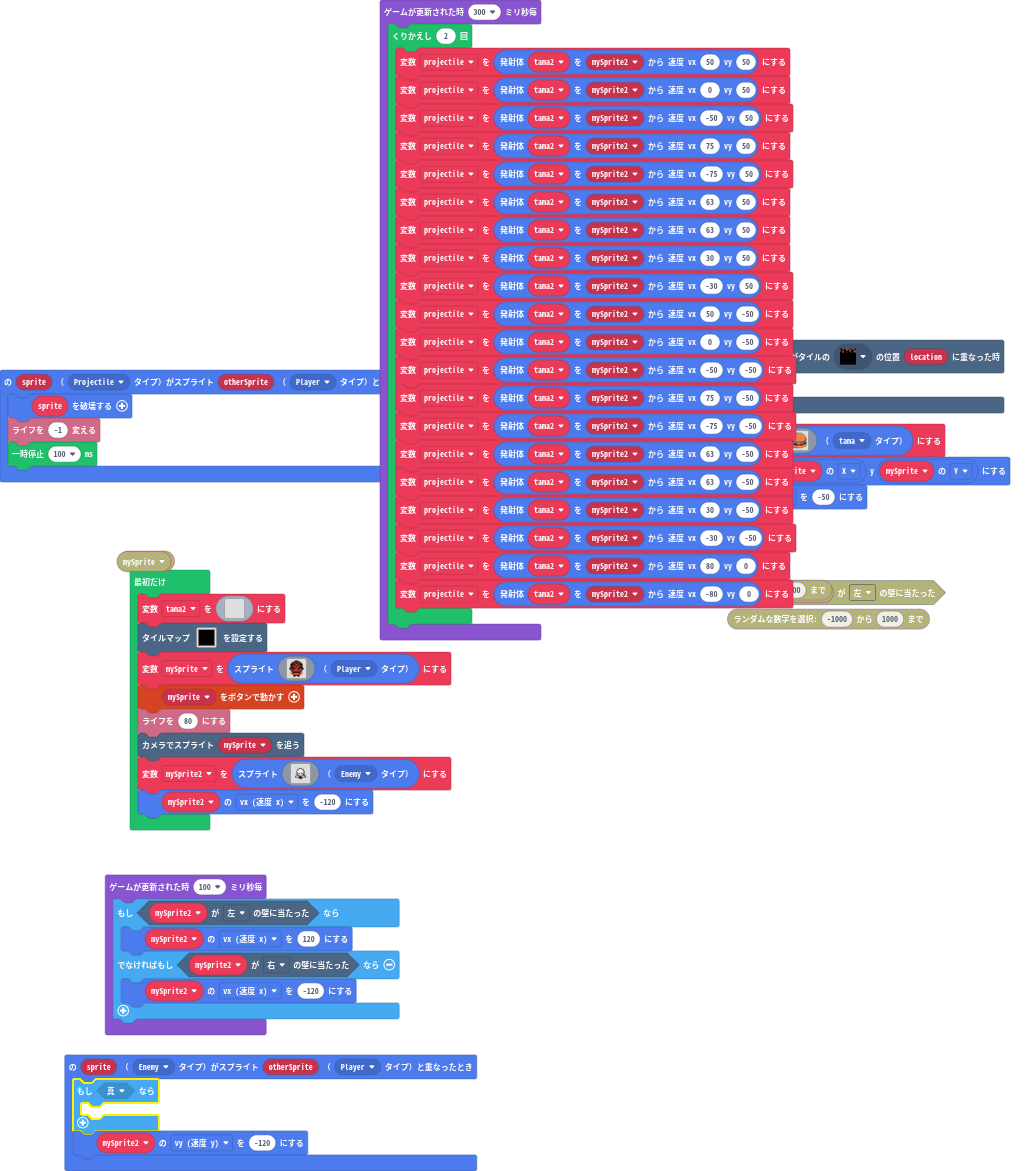 ゲームが更新された時 300 ミリ秒毎
くりかえし 2 回
変数 projectile を 発射体 tama2 を mySprite2 から 速度 vx 50 vy 50 にする
変数 projectile を 発射体 tama2 を mySprite2 から 速度 vx 0 vy 50 にする
変数 projectile を 発射体 tama2 を mySprite2 から 速度 vx -50 vy 50 にする
変数 projectile を 発射体 tama2 を mySprite2 から 速度 vx 75 vy 50 にする
変数 projectile を 発射体 tama2 を mySprite2 から 速度 vx -75 vy 50 にする
変数 projectile を 発射体 tama2 を mySprite2 から 速度 vx 63 vy 50 にする
変数 projectile を 発射体 tama2 を mySprite2 から 速度 vx 63 vy 50 にする
変数 projectile を 発射体 tama2 を mySprite2 から 速度 vx 30 vy 50 にする
変数 projectile を 発射体 tama2 を mySprite2 から 速度 vx -30 vy 50 にする
変数 projectile を 発射体 tama2 を mySprite2 から 速度 vx 50 vy -50 にする
変数 projectile を 発射体 tama2 を mySprite2 から 速度 vx 0 vy -50 にする
変数 projectile を 発射体 tama2 を mySprite2 から 速度 vx -50 vy -50 にする
変数 projectile を 発射体 tama2 を mySprite2 から 速度 vx 75 vy -50 にする
変数 projectile を 発射体 tama2 を mySprite2 から 速度 vx -75 vy -50 にする
変数 projectile を 発射体 tama2 を mySprite2 から 速度 vx 63 vy -50 にする
変数 projectile を 発射体 tama2 を mySprite2 から 速度 vx 63 vy -50 にする
変数 projectile を 発射体 tama2 を mySprite2 から 速度 vx 30 vy -50 にする
変数 projectile を 発射体 tama2 を mySprite2 から 速度 vx -30 vy -50 にする
変数 projectile を 発射体 tama2 を mySprite2 から 速度 vx 80 vy 0 にする
変数 projectile を 発射体 tama2 を mySprite2 から 速度 vx -80 vy 0 にする
タイルの の位置 location に重なった時
( tama タイプ) にする
の X y mySprite の Y にする
を -50 にする
まで が 左 の壁に当たった
ランダムな数字を選択: -1000 から 1000 まで
の sprite ( Projectile タイプ) がスプライト otherSprite ( Player タイプ) と
sprite を破壊する
ライフを -1 変える
一時停止 100 ms
mySprite
最初だけ
変数 tama2 を にする
タイルマップ を設定する
変数 mySprite を スプライト ( Player タイプ) にする
mySprite をボタンで動かす
ライフを 80 にする
カメラでスプライト mySprite を追う
変数 mySprite2 を スプライト ( Enemy タイプ) にする
mySprite2 の vx (速度 x) を -120 にする
ゲームが更新された時 100 ミリ秒毎
もし mySprite2 が 左 の壁に当たった なら
mySprite2 の vx (速度 x) を 120 にする
でなければもし mySprite2 が 右 の壁に当たった なら
mySprite2 の vx (速度 x) を -120 にする
の sprite ( Enemy タイプ) がスプライト otherSprite ( Player タイプ) と重なったとき
もし 真 なら
mySprite2 の vy (速度 y) を -120 にする